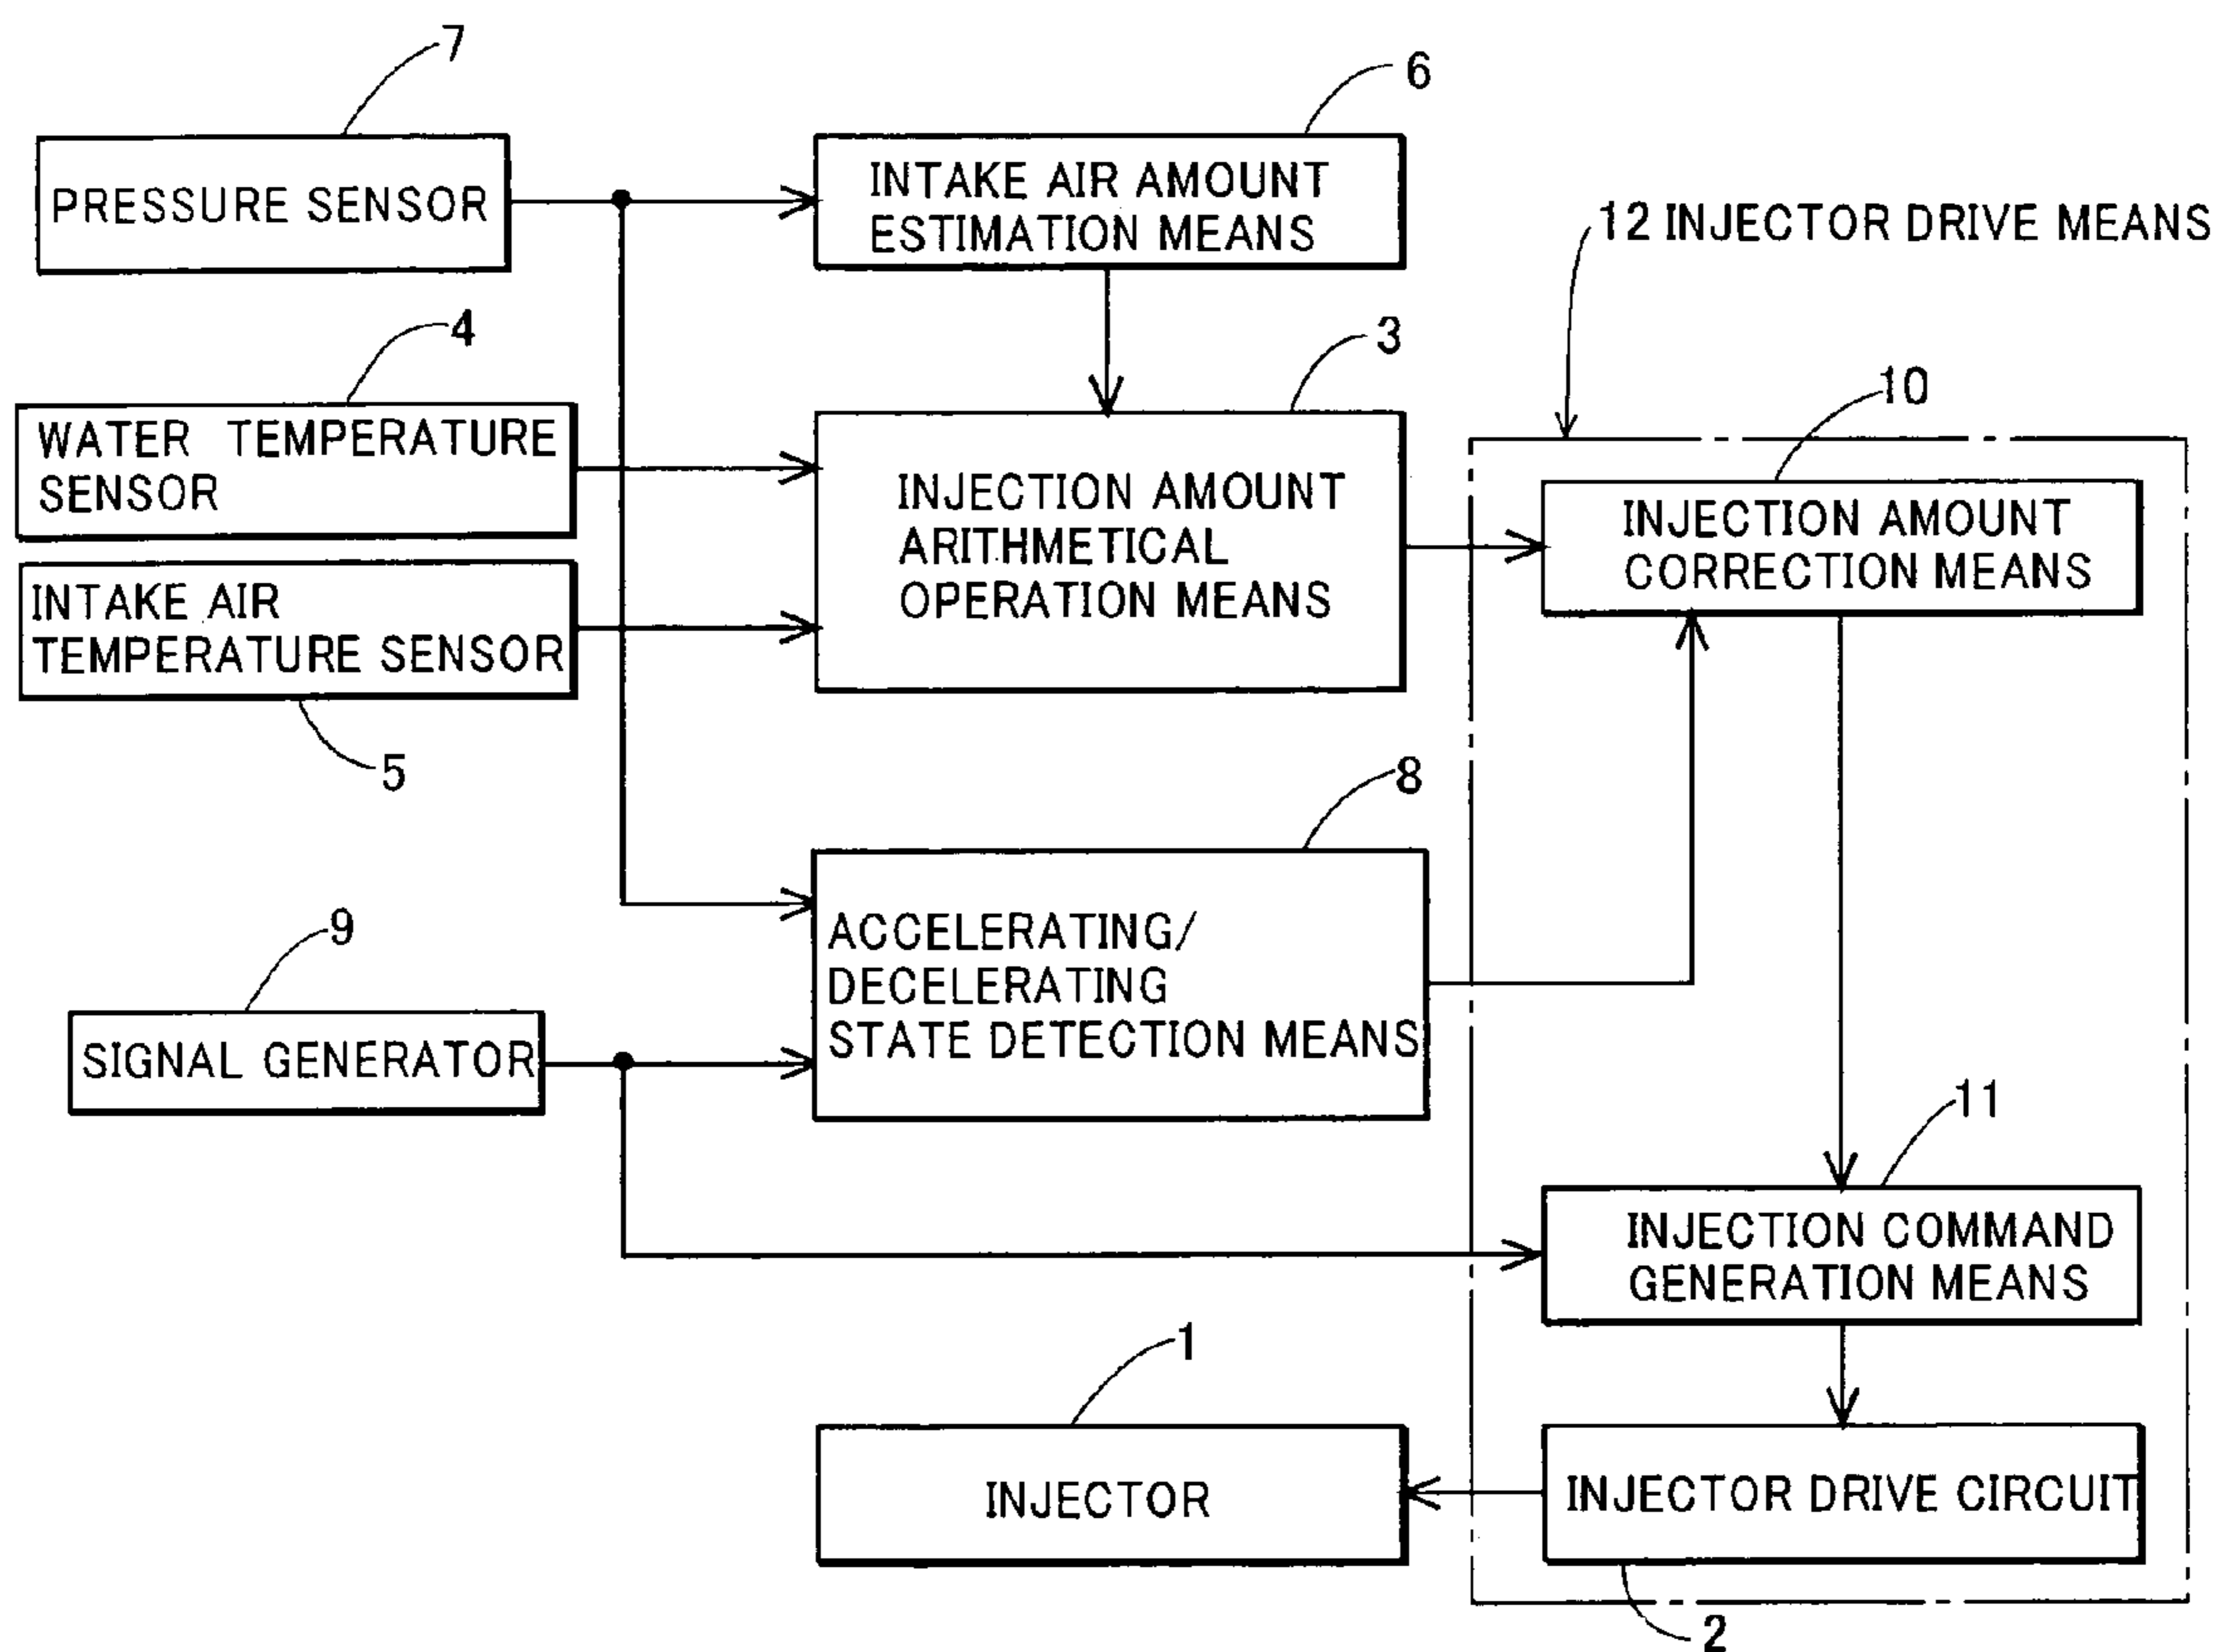 7
PRESSURE SENSOR
6
INTAKE AIR AMOUNT
ESTIMATION MEANS
12 INJECTOR DRIVE MEANS
4
WATER TEMPERATURE
SENSOR
3
INJECTION AMOUNT
ARITHMETICAL
OPERATION MEANS
10
INJECTION AMOUNT
CORRECTION MEANS
INTAKE AIR
TEMPERATURE SENSOR
5
8
ACCELERATING/
DECELERATING
STATE DETECTION MEANS
9
SIGNAL GENERATOR
11
INJECTION COMMAND
GENERATION MEANS
1
INJECTOR
INJECTOR DRIVE CIRCUIT
2